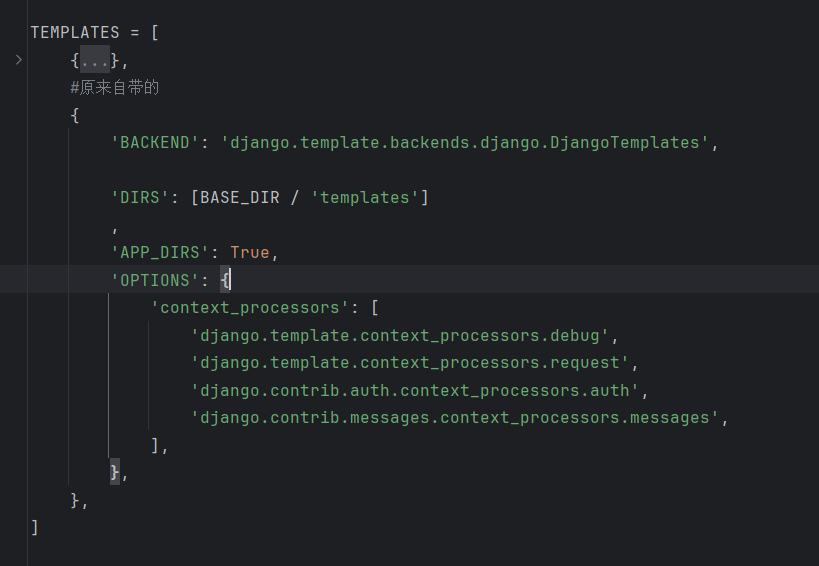 TEMPLATES = [
{...},
#原来自带的
{
'BACKEND': 'django.template.backends.django.DjangoTemplates',
'DIRS': [BASE_DIR / 'templates']
,
'APP_DIRS': True,
'OPTIONS': {
'context_processors': [
'django.template.context_processors.debug',
'django.template.context_processors.request',
'django.contrib.auth.context_processors.auth',
'django.contrib.messages.context_processors.messages',
],
},
},
]